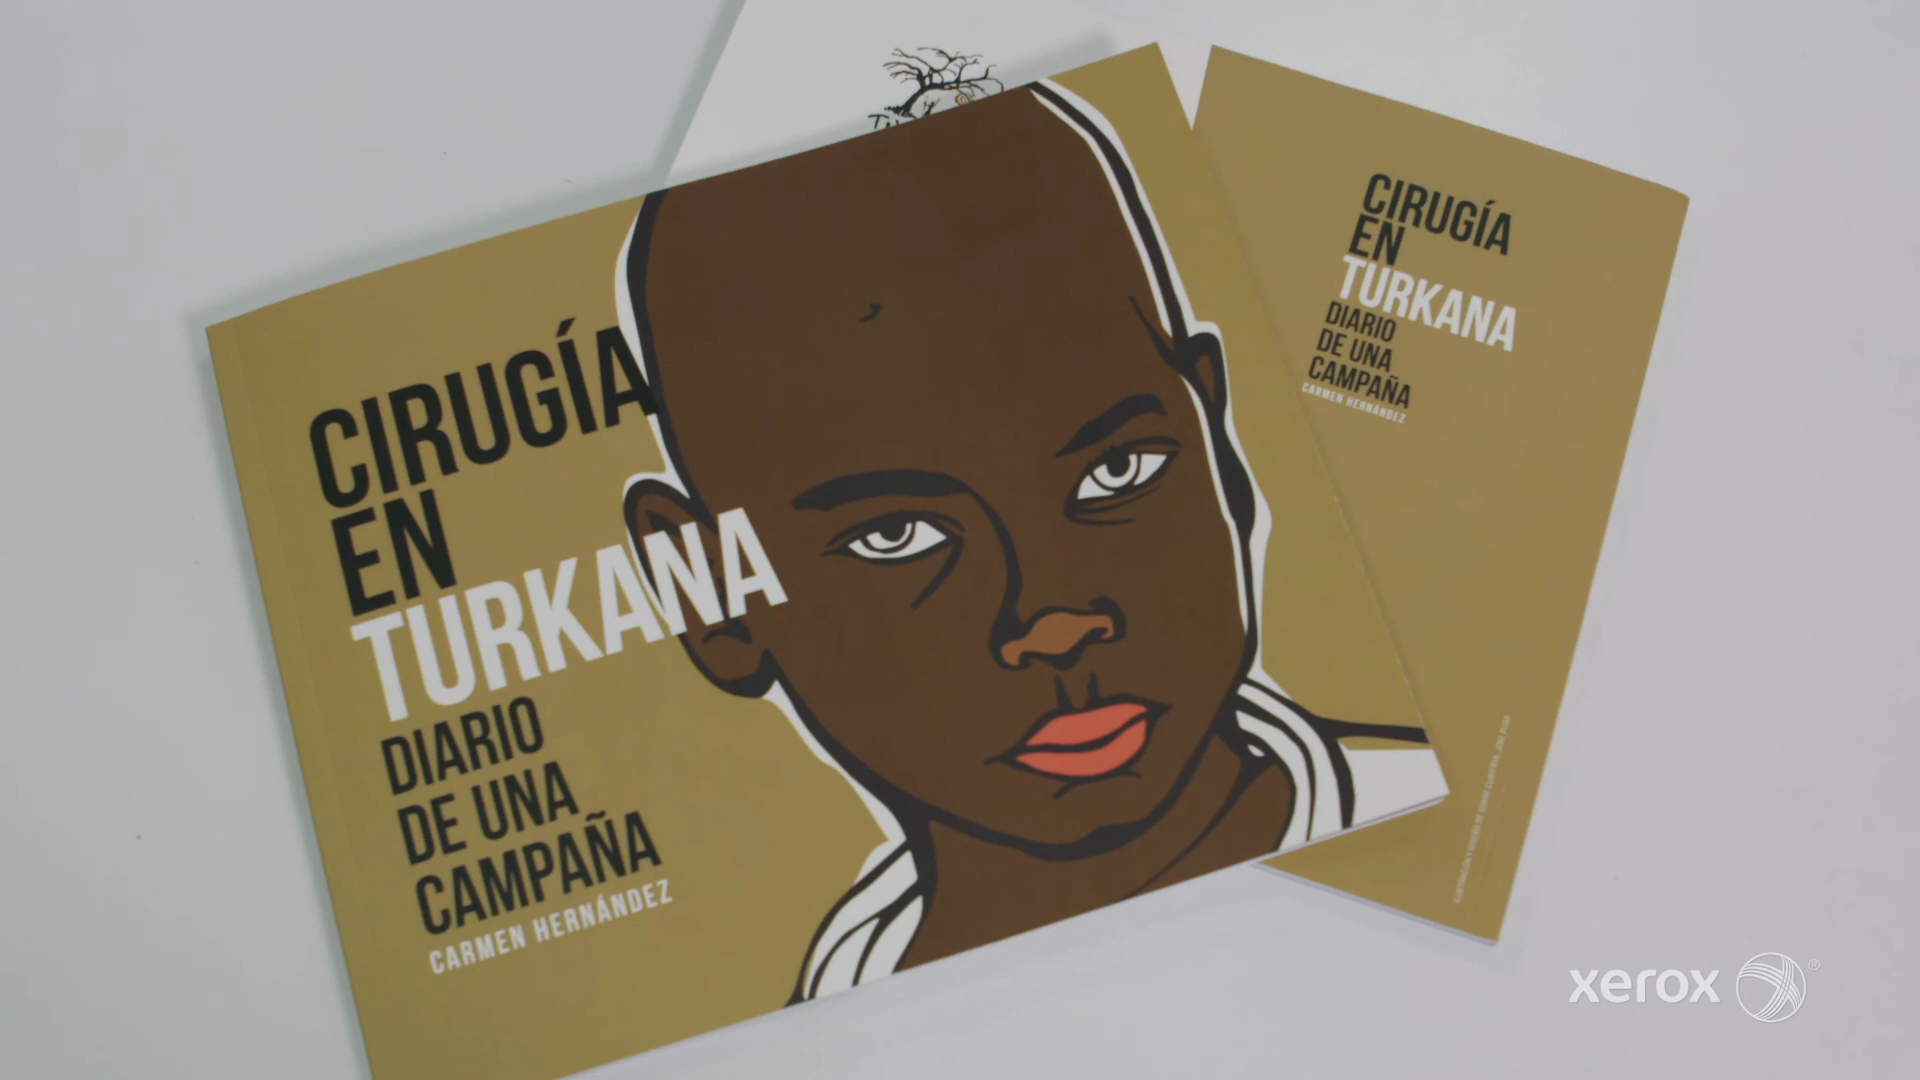 CIRUGÍA
EN
TURKANA
DIARIO
DE UNA
CAMPAÑA
CARMEN HERNÁNDEZ
CIRUGÍA
EN
TURKANA
DIARIO
DE UNA
CAMPAÑA
CARMEN HERNÁNDEZ
xerox ®